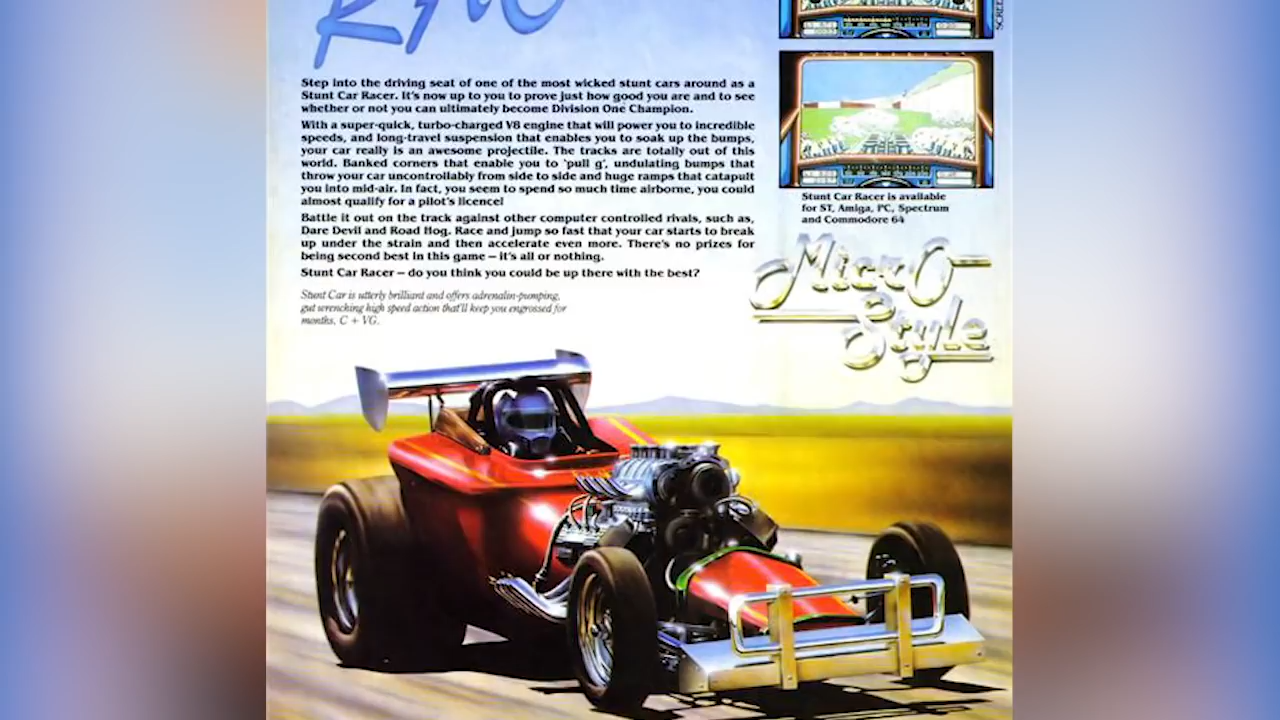 Step into the driving seat of one of the most wicked stunt cars around as a
Stunt Car Racer. It's now up to you to prove just how good you are and to see
whether or not you can ultimately become Division One Champion.
With a super-quick, turbo-charged V8 engine that will power you to incredible
speeds, and long-travel suspension that enables you to soak up the bumps,
your car really is an awesome projectile. The tracks are totally out of this
world. Banked corners that enable you to 'pull g', undulating bumps that
throw your car uncontrollably from side to side and huge ramps that catapult
you into mid-air. In fact, you seem to spend so much time airborne, you could
almost qualify for a pilot's licence!
Battle it out on the track against other computer controlled rivals, such as,
Dare Devil and Road Hog. Race and jump so fast that your car starts to break
up under the strain and then accelerate even more. There's no prizes for
being second best in this game – it's all or nothing.
Stunt Car Racer – do you think you could be up there with the best?
Stunt Car is utterly brilliant and offers adrenalin-pumping,
gut wrenching high speed action that'll keep you engrossed for
months. C + VG.
Stunt Car Racer is available
for ST, Amiga, PC, Spectrum
and Commodore 64
MicrO
Style